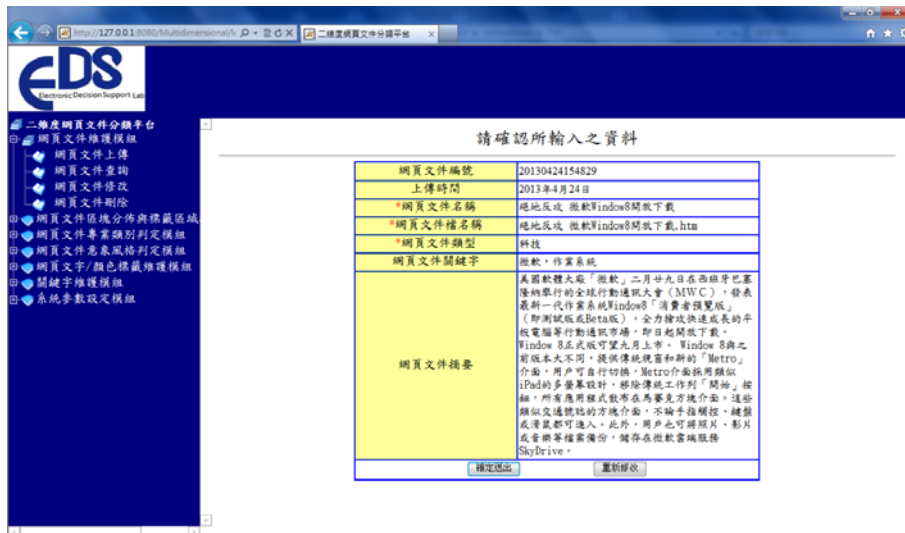 http://127.0.0.1:8080/Multidimensional/k
二維度網頁文件分類平台
EDS
Electronic Decision Support Lab
二維度網頁文件分類平台
網頁文件維護模組
網頁文件上傳
網頁文件查詢
網頁文件修改
網頁文件刪除
網頁文件區塊分佈與標籤區域
網頁文件專業類別判定模組
網頁文件意象風格判定模組
網頁文字/顏色標籤維護模組
關鍵字維護模組
系統參數設定模組
請確認所輸入之資料
網頁文件編號 20130424154829
上傳時間 2013年4月24日
*網頁文件名稱 絕地反攻 微軟Window8開放下載
*網頁文件檔名稱 絕地反攻 微軟Window8開放下載.htm
*網頁文件類型 科技
網頁文件關鍵字 微軟，作業系統
網頁文件摘要
美國軟體大廠「微軟」二月廿九日在西班牙巴塞
隆納舉行的全球行動通訊大會（MWC），發表
最新一代作業系統Window8「消費者預覽版」
（即測試版或Beta版），全力搶攻快速成長的平
板電腦等行動通訊市場，即日起開放下載。
Window 8正式版可望九月上市。 Window 8與之
前版本大不同，提供傳統視窗和新的「Metro」
介面，用戶可自行切換，Metro介面採用類似
iPad的多螢幕設計，移除傳統工作列「開始」按
鈕，所有應用程式散布在馬賽克方塊介面。這些
類似交通號誌的方塊介面，不論手指觸控、鍵盤
或滑鼠都可進入。此外，用戶也可將照片、影片
或音樂等檔案備份，儲存在微軟雲端服務
SkyDrive。
確定送出 重新修改